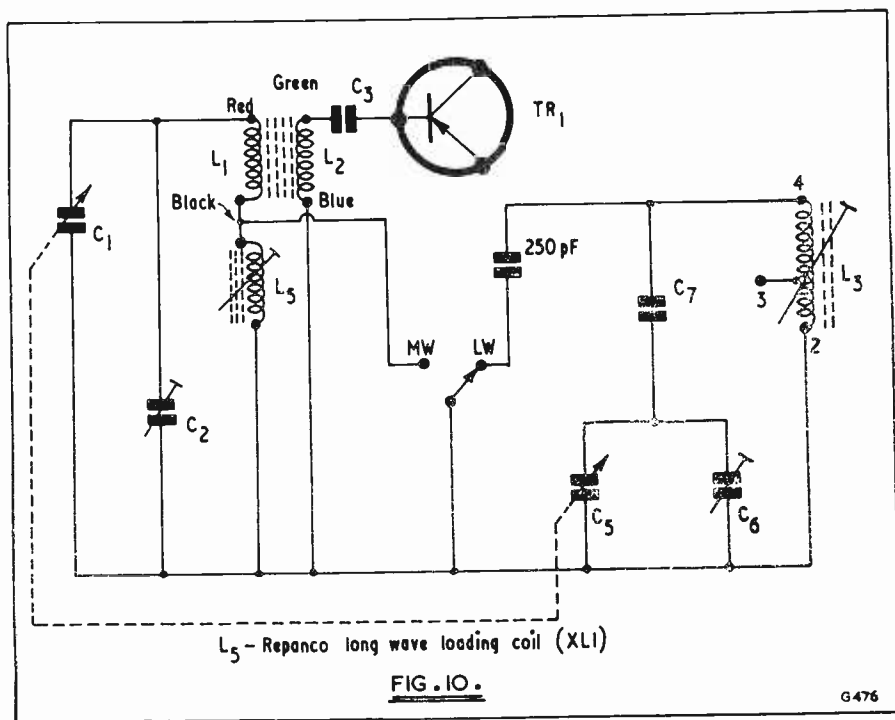 Green
Red
C3
TR1
L1
L2
Black
Blue
C1
250 pF
4
C7
3
L3
L5
2
MW
LW
C2
C5
C6
L5 – Repanco long wave loading coil (XL1)
FIG. 10.
G476